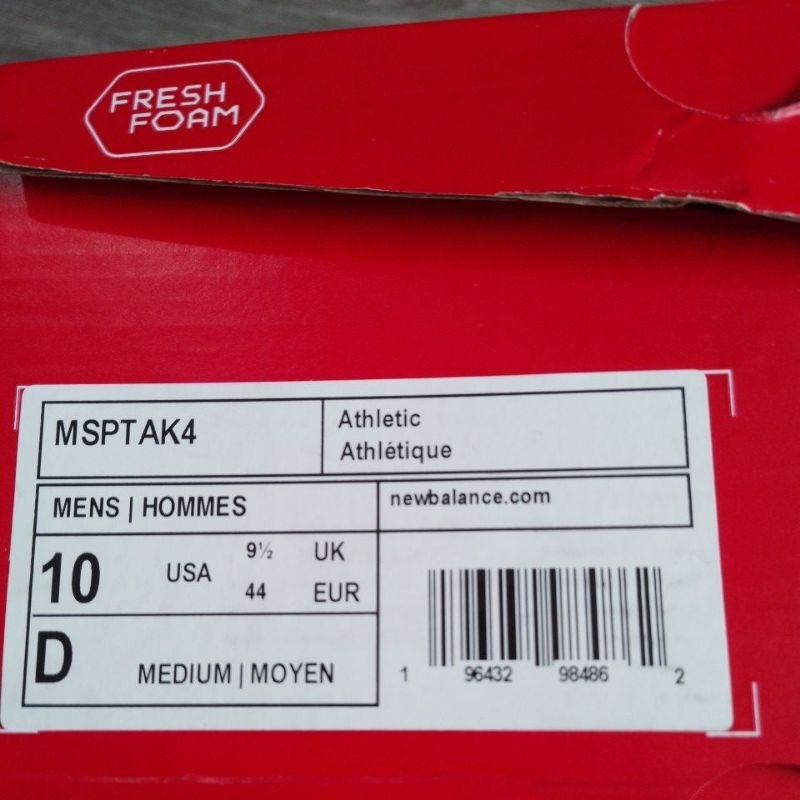 FRESH
FOAM
MSPTAK4
Athletic
Athlétique
MENS | HOMMES
newbalance.com
10 USA 9½ UK
44 EUR
D MEDIUM | MOYEN
1 96432 98486 2